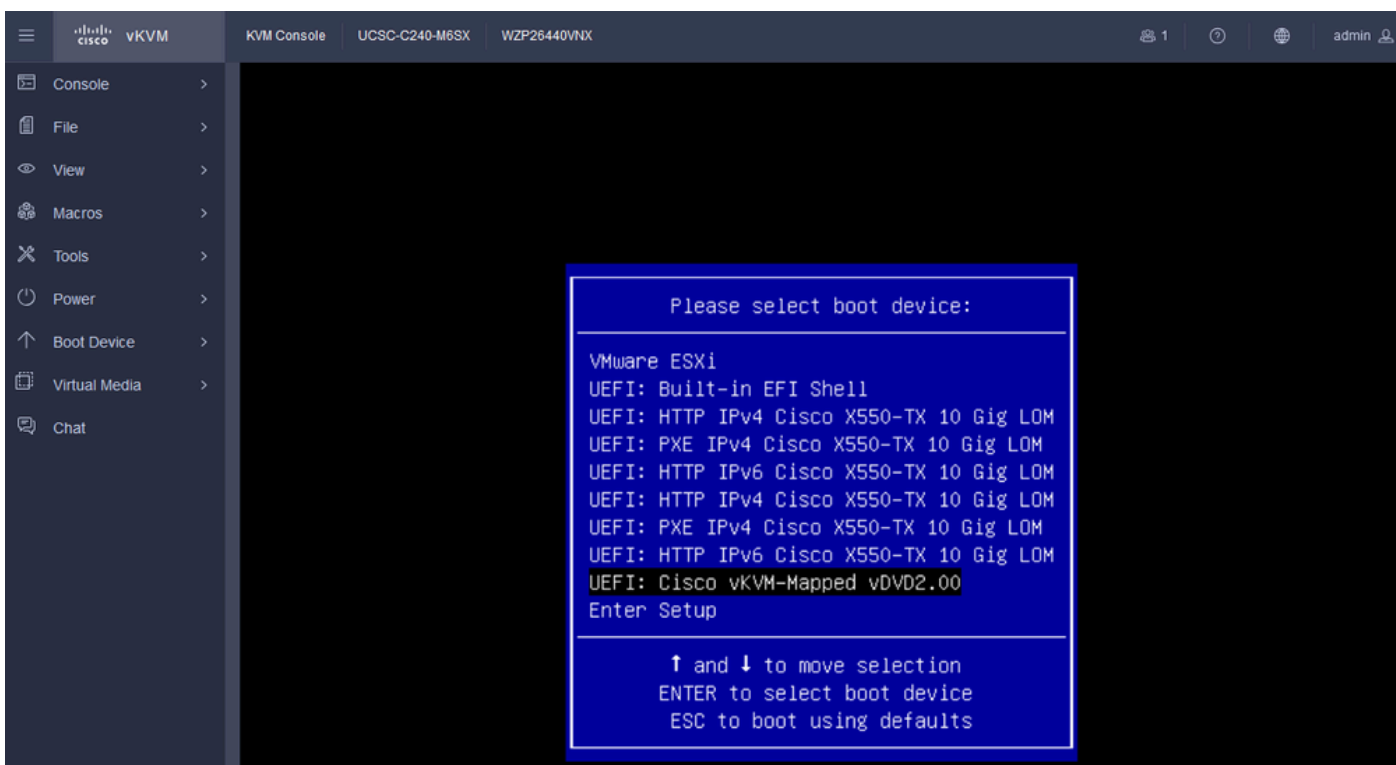 cisco vKVM KVM Console UCSC-C240-M6SX WZP26440VNX 1 admin
Console
File
View
Macros
Tools
Power
Boot Device
Virtual Media
Chat
Please select boot device:
VMware ESXi
UEFI: Built-in EFI Shell
UEFI: HTTP IPv4 Cisco X550-TX 10 Gig LOM
UEFI: PXE IPv4 Cisco X550-TX 10 Gig LOM
UEFI: HTTP IPv6 Cisco X550-TX 10 Gig LOM
UEFI: HTTP IPv4 Cisco X550-TX 10 Gig LOM
UEFI: PXE IPv4 Cisco X550-TX 10 Gig LOM
UEFI: HTTP IPv6 Cisco X550-TX 10 Gig LOM
UEFI: Cisco vKVM-Mapped vDVD2.00
Enter Setup
↑ and ↓ to move selection
ENTER to select boot device
ESC to boot using defaults